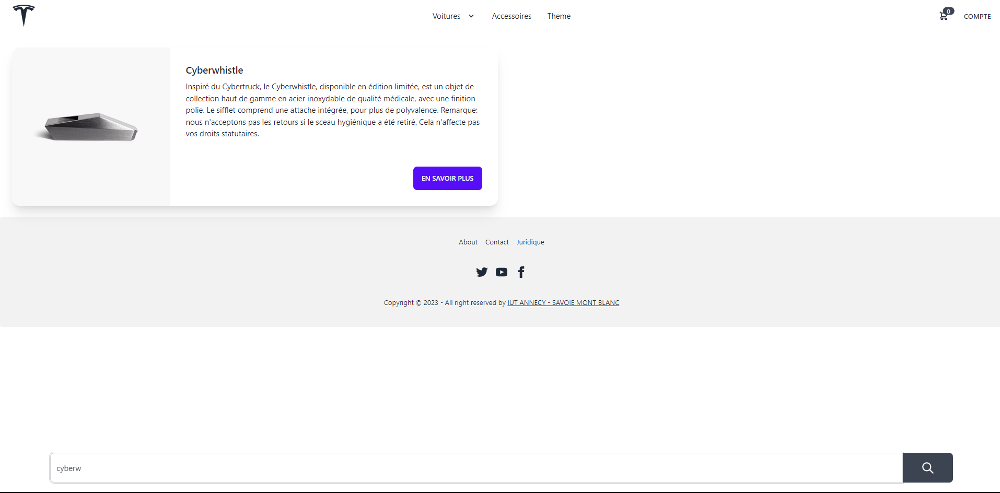 Voitures
Accessoires
Theme
0
COMPTE
Cyberwhistle
Inspiré du Cybertruck, le Cyberwhistle, disponible en édition limitée, est un objet de
collection haut de gamme en acier inoxydable de qualité médicale, avec une finition
polie. Le sifflet comprend une attache intégrée, pour plus de polyvalence. Remarque:
nous n'acceptons pas les retours si le sceau hygiénique a été retiré. Cela n'affecte pas
vos droits statutaires.
EN SAVOIR PLUS
About
Contact
Juridique
Copyright © 2023 - All right reserved by IUT ANNECY - SAVOIE MONT BLANC
cyberw